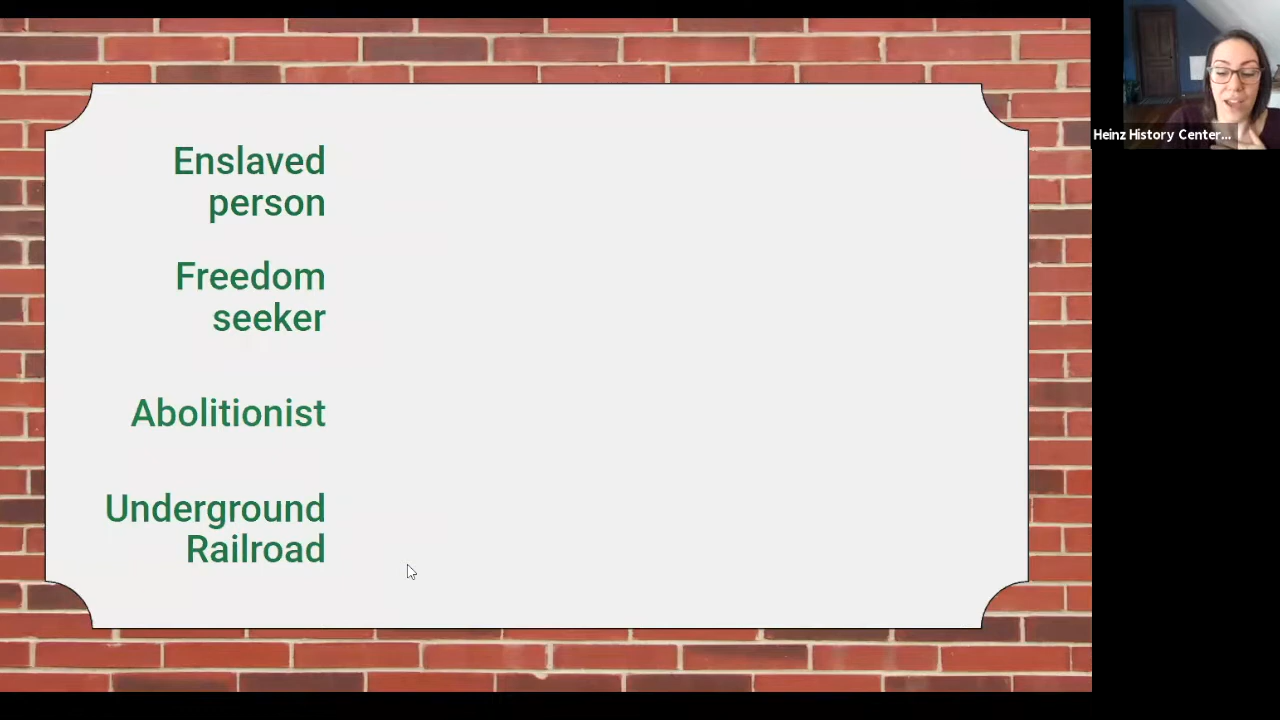 Enslaved
person
Freedom
seeker
Abolitionist
Underground
Railroad
Heinz History Center...